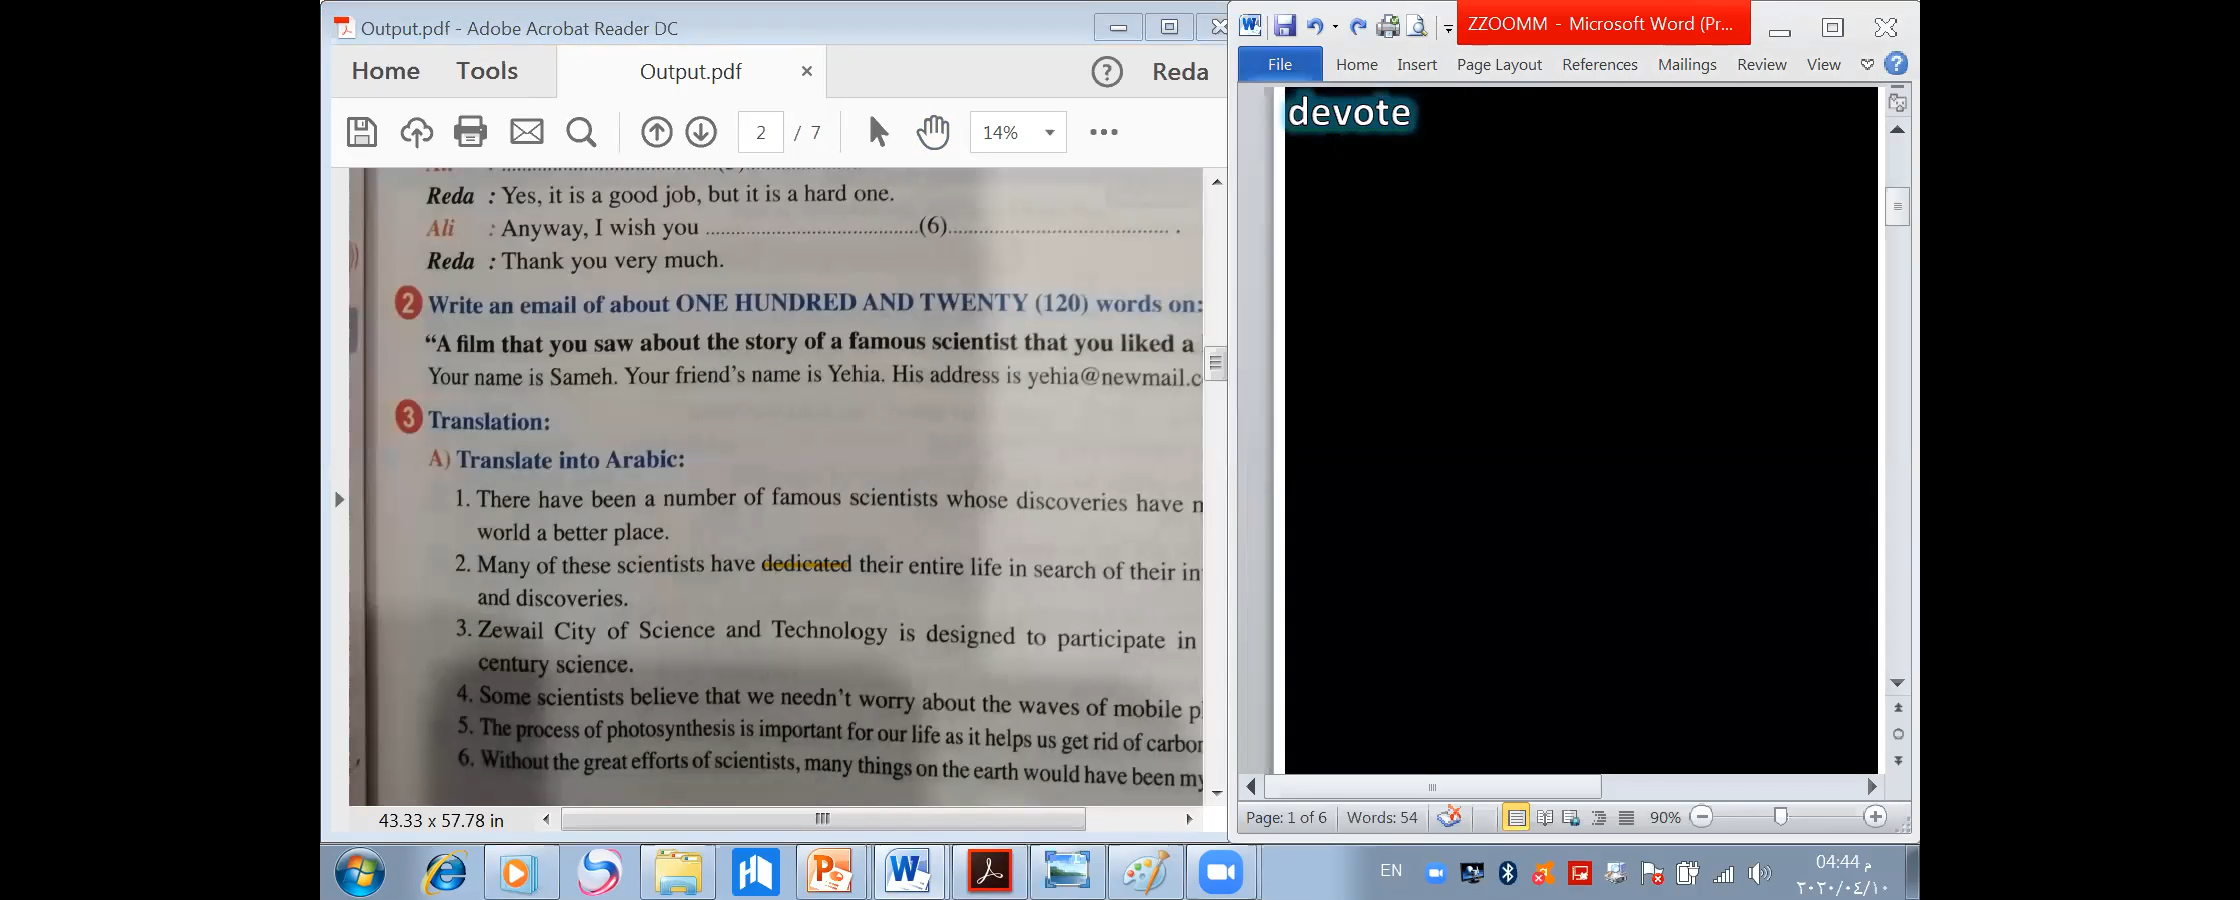 Output.pdf - Adobe Acrobat Reader DC
Home Tools Output.pdf × ? Reda
2 / 7 14%
Reda : Yes, it is a good job, but it is a hard one.
Ali : Anyway, I wish you ........................................(6)........................................ .
Reda : Thank you very much.
2 Write an email of about ONE HUNDRED AND TWENTY (120) words on:
“A film that you saw about the story of a famous scientist that you liked a
Your name is Sameh. Your friend’s name is Yehia. His address is yehia@newmail.c
3 Translation:
A) Translate into Arabic:
1. There have been a number of famous scientists whose discoveries have
world a better place.
2. Many of these scientists have dedicated their entire life in search of their in
and discoveries.
3. Zewail City of Science and Technology is designed to participate in
century science.
4. Some scientists believe that we needn’t worry about the waves of mobile p
5. The process of photosynthesis is important for our life as it helps us get rid of carbon
6. Without the great efforts of scientists, many things on the earth would have been my
43.33 x 57.78 in
ZZOOMM - Microsoft Word (Pr...
File Home Insert Page Layout References Mailings Review View
devote
Page: 1 of 6 Words: 54 90%
EN
04:44 م
٢٠٢٠/٠٤/١٠